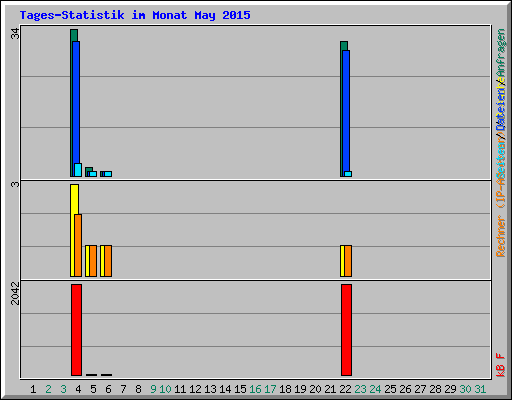 Tages-Statistik im Monat May 2015
34
3
2042
Anfragen
Dateien/
Rechner (IP-A
kB F
1 2 3 4 5 6 7 8 9 10 11 12 13 14 15 16 17 18 19 20 21 22 23 24 25 26 27 28 29 30 31